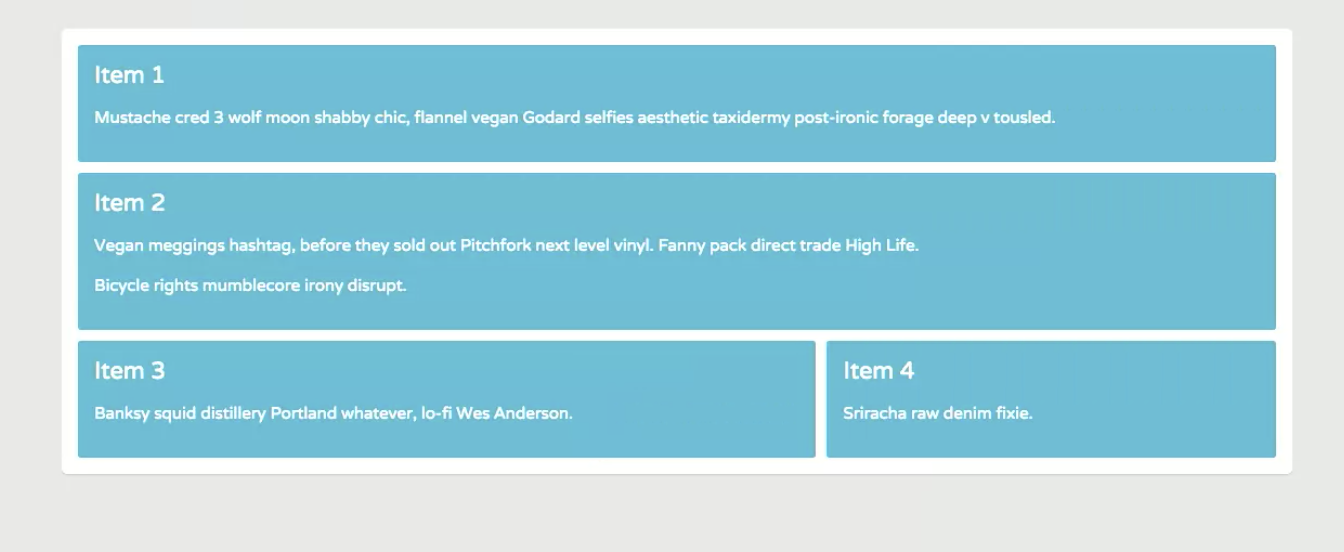 Item 1
Mustache cred 3 wolf moon shabby chic, flannel vegan Godard selfies aesthetic taxidermy post-ironic forage deep v tousled.
Item 2
Vegan meggings hashtag, before they sold out Pitchfork next level vinyl. Fanny pack direct trade High Life.
Bicycle rights mumblecore irony disrupt.
Item 3
Banksy squid distillery Portland whatever, lo-fi Wes Anderson.
Item 4
Sriracha raw denim fixie.